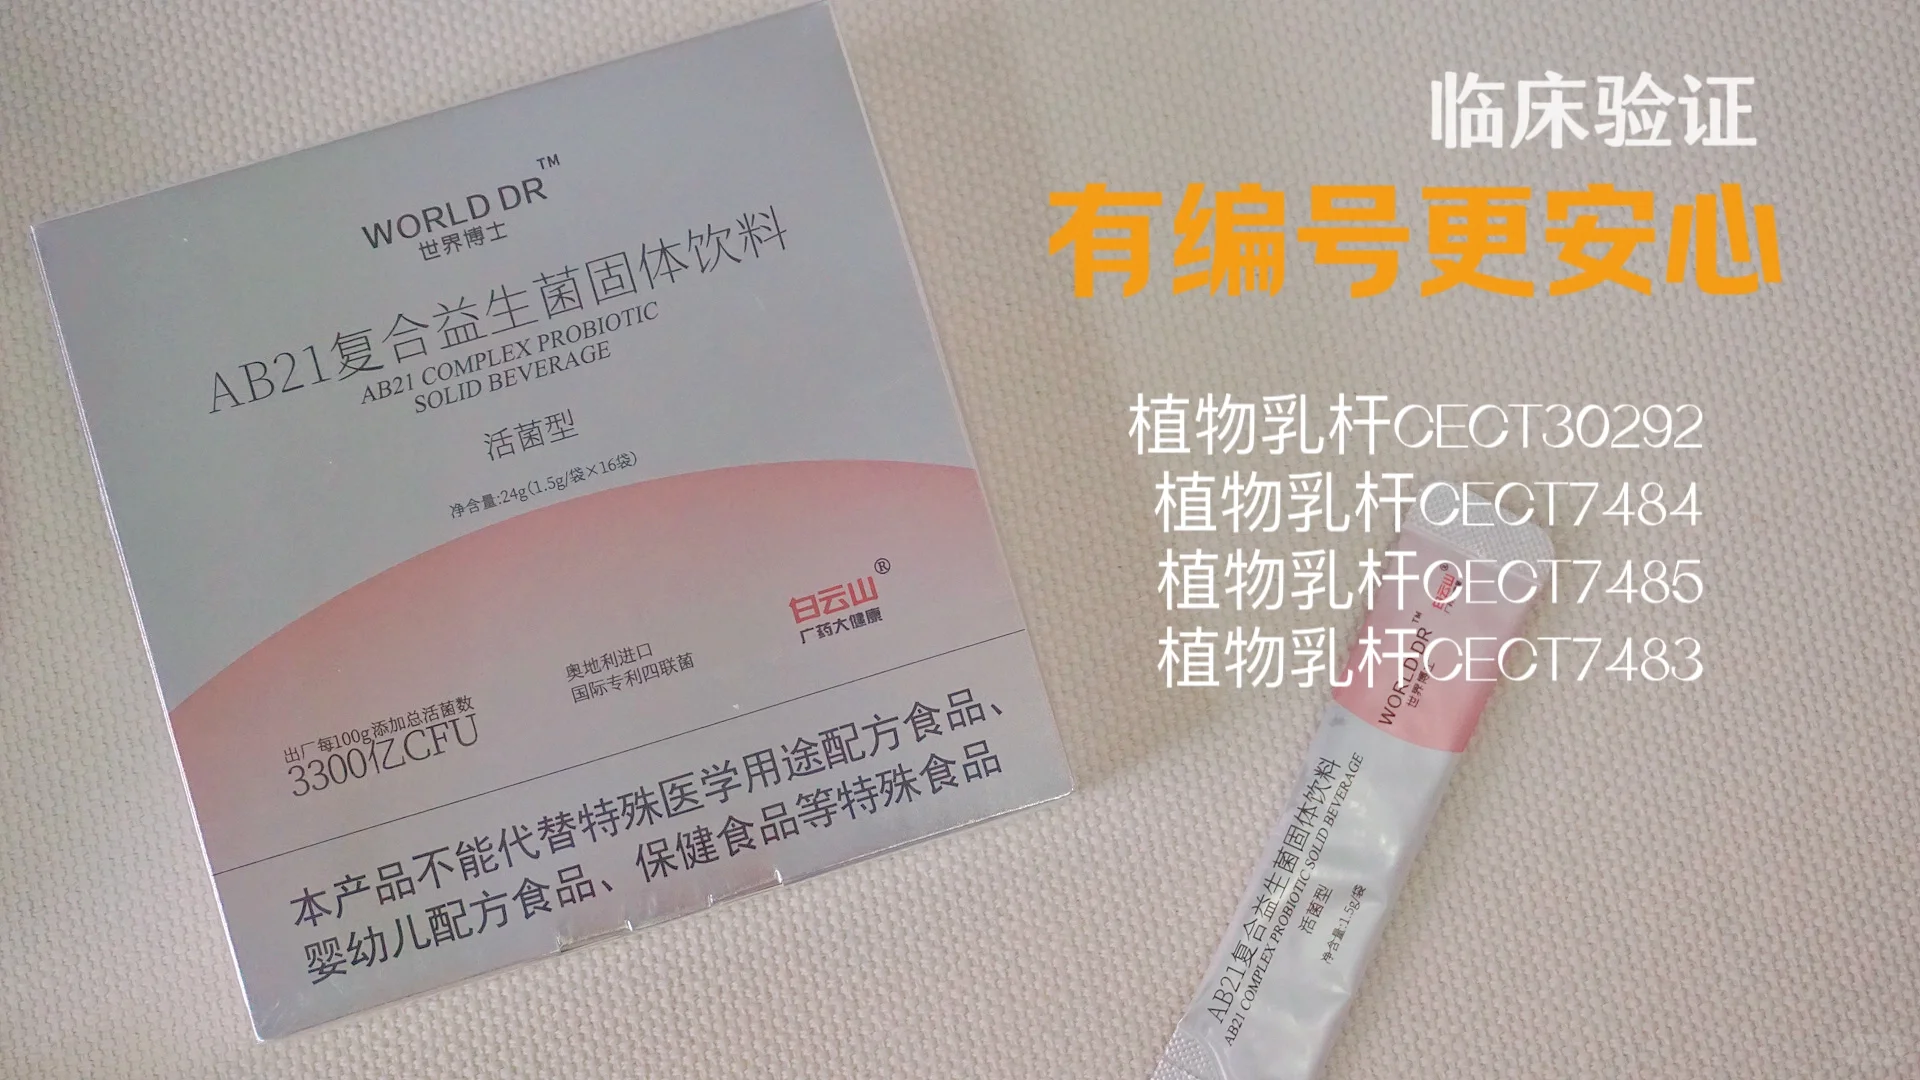 WORLD DR™
世界博士
AB21复合益生菌固体饮料
AB21 COMPLEX PROBIOTIC
SOLID BEVERAGE
活菌型
净含量:24g(1.5g/袋×16袋)
白云山®
广药大健康
奥地利进口
国际专利四联菌
出厂每100g添加总活菌数
3300亿CFU
本产品不能代替特殊医学用途配方食品、
婴幼儿配方食品、保健食品等特殊食品
临床验证
有编号更安心
植物乳杆CECT30292
植物乳杆CECT7484
植物乳杆CECT7485
植物乳杆CECT7483
白云山®
WORLD DR™
世界博士
AB21复合益生菌固体饮料
AB21 COMPLEX PROBIOTIC SOLID BEVERAGE
活菌型
净含量:1.5g/袋